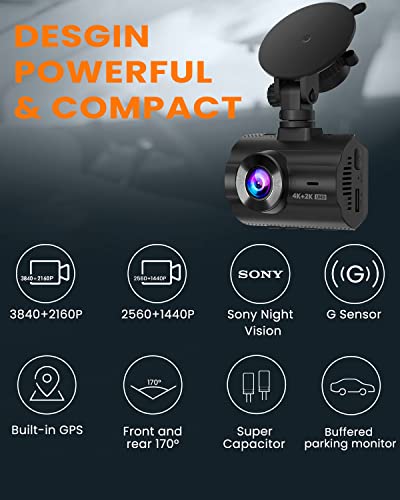 DESGIN
POWERFUL
& COMPACT
4K+2K UHD
3840+2160P
2560+1440P
SONY
((G))
3840+2160P
2560+1440P
Sony Night
Vision
G Sensor
170°
Built-in GPS
Front and
rear 170°
Super
Capacitor
Buffered
parking monitor